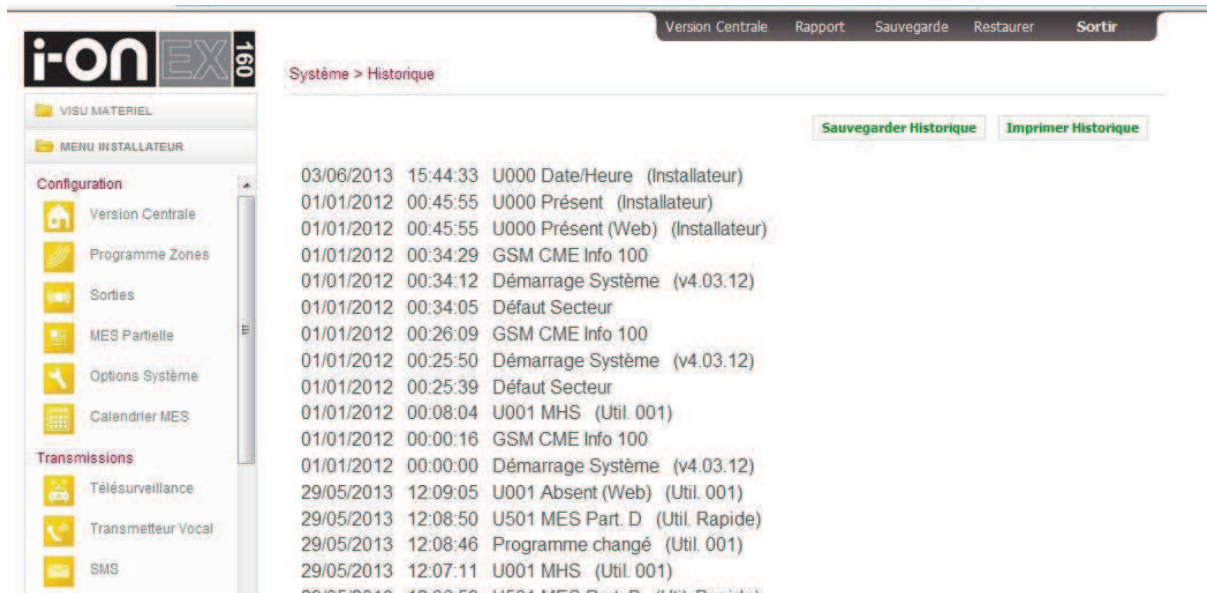 Version Centrale Rapport Sauvegarde Restaurer Sortir
i-on EX 160
Système > Historique
VISU MATERIEL
MENU INSTALLATEUR
Sauvegarder Historique Imprimer Historique
Configuration
Version Centrale
Programme Zones
Sorties
MES Partielle
Options Système
Calendrier MES
Transmissions
Télésurveillance
Transmetteur Vocal
SMS
03/06/2013 15:44:33 U000 Date/Heure (Installateur)
01/01/2012 00:45:55 U000 Présent (Installateur)
01/01/2012 00:45:55 U000 Présent (Web) (Installateur)
01/01/2012 00:34:29 GSM CME Info 100
01/01/2012 00:34:12 Démarrage Système (v4.03.12)
01/01/2012 00:34:05 Défaut Secteur
01/01/2012 00:26:09 GSM CME Info 100
01/01/2012 00:25:50 Démarrage Système (v4.03.12)
01/01/2012 00:25:39 Défaut Secteur
01/01/2012 00:08:04 U001 MHS (Util. 001)
01/01/2012 00:00:16 GSM CME Info 100
01/01/2012 00:00:00 Démarrage Système (v4.03.12)
29/05/2013 12:09:05 U001 Absent (Web) (Util. 001)
29/05/2013 12:08:50 U501 MES Part. D (Util. Rapide)
29/05/2013 12:08:46 Programme changé (Util. 001)
29/05/2013 12:07:11 U001 MHS (Util. 001)